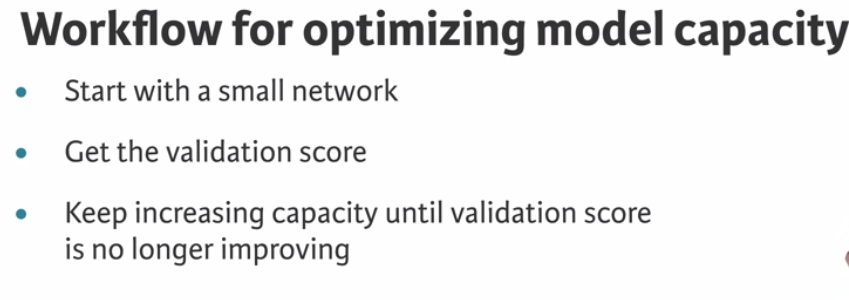 Workflow for optimizing model capacity
• Start with a small network
• Get the validation score
• Keep increasing capacity until validation score
is no longer improving